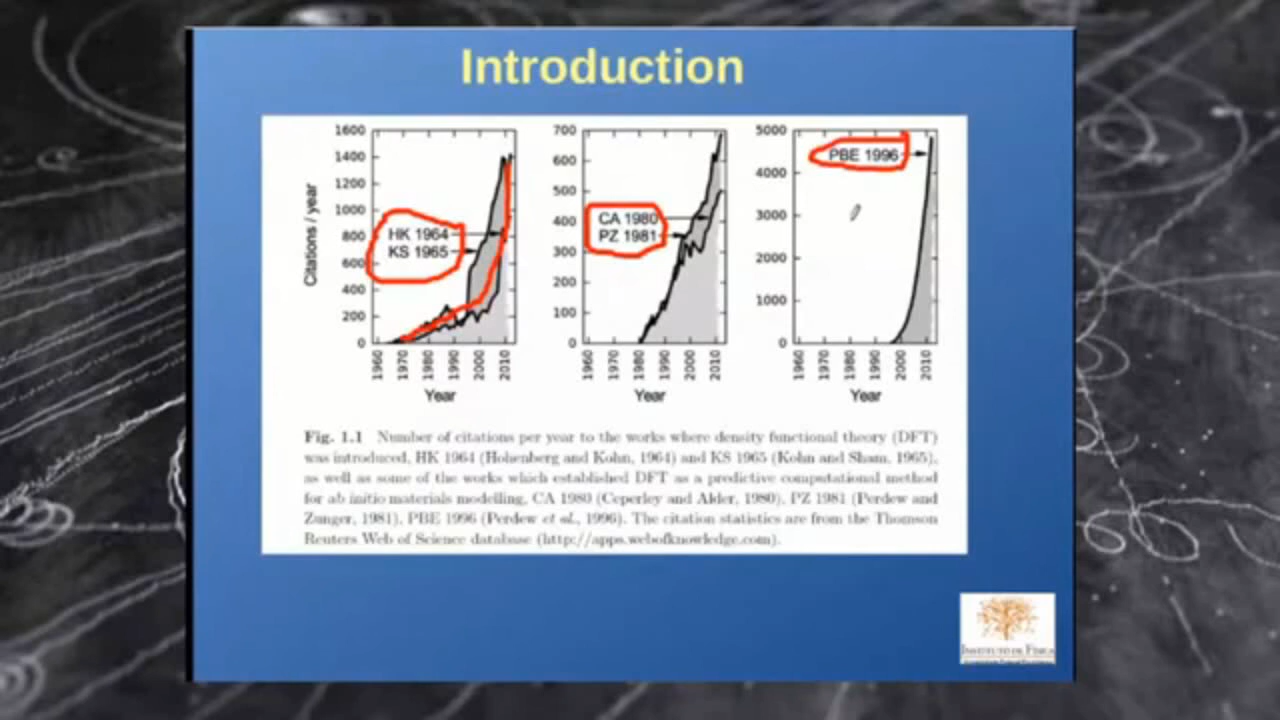 Introduction
1600
1400
1200
1000
800
600
400
200
0
Citations / year
HK 1964
KS 1965
1960
1970
1980
1990
2000
2010
Year
700
600
500
400
300
200
100
0
CA 1980
PZ 1981
1960
1970
1980
1990
2000
2010
Year
5000
4000
3000
2000
1000
0
PBE 1996
1960
1970
1980
1990
2000
2010
Year
Fig. 1.1 Number of citations per year to the works where density functional theory (DFT)
was introduced, HK 1964 (Hohenberg and Kohn, 1964) and KS 1965 (Kohn and Sham, 1965),
as well as some of the works which established DFT as a predictive computational method
for ab initio materials modelling, CA 1980 (Ceperley and Alder, 1980), PZ 1981 (Perdew and
Zunger, 1981), PBE 1996 (Perdew et al., 1996). The citation statistics are from the Thomson
Reuters Web of Science database (http://apps.webofknowledge.com).
INSTITUTO DE FÍSICA